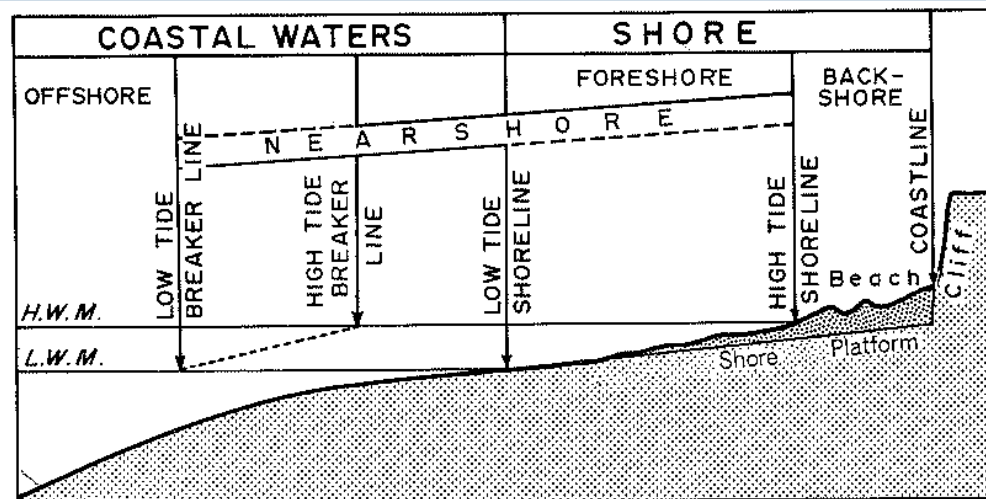 COASTAL WATERS
SHORE
OFFSHORE
FORESHORE
BACK-
SHORE
NEARSHORE
LOW TIDE
BREAKER LINE
HIGH TIDE
BREAKER
LINE
LOW TIDE
SHORELINE
HIGH TIDE
SHORELINE
COASTLINE
Beach
Cliff
H.W.M.
L.W.M.
Shore
Platform